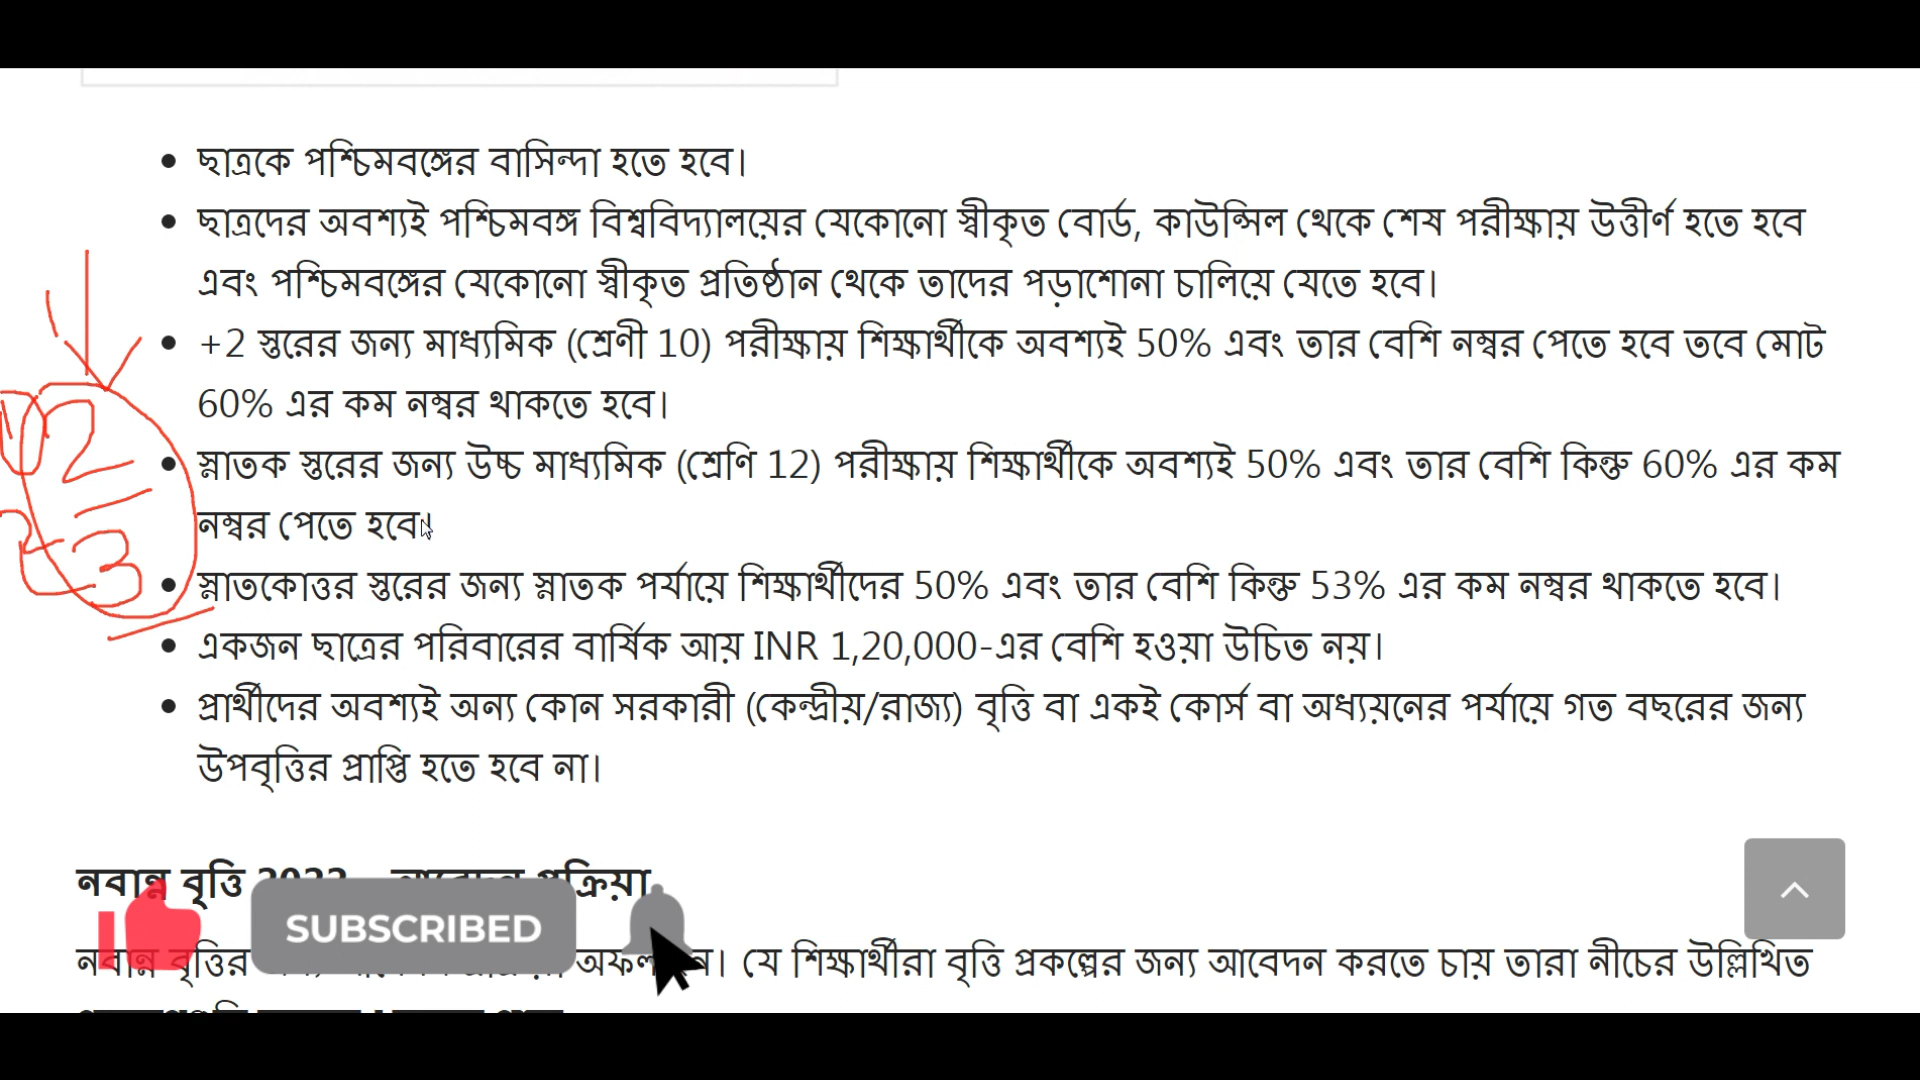 ছাত্রকে পশ্চিমবঙ্গের বাসিন্দা হতে হবে।
ছাত্রদের অবশ্যই পশ্চিমবঙ্গ বিশ্ববিদ্যালয়ের যেকোনো স্বীকৃত বোর্ড, কাউন্সিল থেকে শেষ পরীক্ষায় উত্তীর্ণ হতে হবে
এবং পশ্চিমবঙ্গের যেকোনো স্বীকৃত প্রতিষ্ঠান থেকে তাদের পড়াশোনা চালিয়ে যেতে হবে।
+2 স্তরের জন্য মাধ্যমিক (শ্রেণী 10) পরীক্ষায় শিক্ষার্থীকে অবশ্যই 50% এবং তার বেশি নম্বর পেতে হবে তবে মোট
60% এর কম নম্বর থাকতে হবে।
2
স্নাতক স্তরের জন্য উচ্চ মাধ্যমিক (শ্রেণি 12) পরীক্ষায় শিক্ষার্থীকে অবশ্যই 50% এবং তার বেশি কিন্তু 60% এর কম
নম্বর পেতে হবে।
3
স্নাতকোত্তর স্তরের জন্য স্নাতক পর্যায়ে শিক্ষার্থীদের 50% এবং তার বেশি কিন্তু 53% এর কম নম্বর থাকতে হবে।
একজন ছাত্রের পরিবারের বার্ষিক আয় INR 1,20,000-এর বেশি হওয়া উচিত নয়।
প্রার্থীদের অবশ্যই অন্য কোন সরকারী (কেন্দ্রীয়/রাজ্য) বৃত্তি বা একই কোর্স বা অধ্যয়নের পর্যায়ে গত বছরের জন্য
উপবৃত্তির প্রাপ্তি হতে হবে না।
নবান্ন বৃত্তি
SUBSCRIBED
নবান্ন বৃত্তির যে শিক্ষার্থীরা বৃত্তি প্রকল্পের জন্য আবেদন করতে চায় তারা নীচের উল্লিখিত